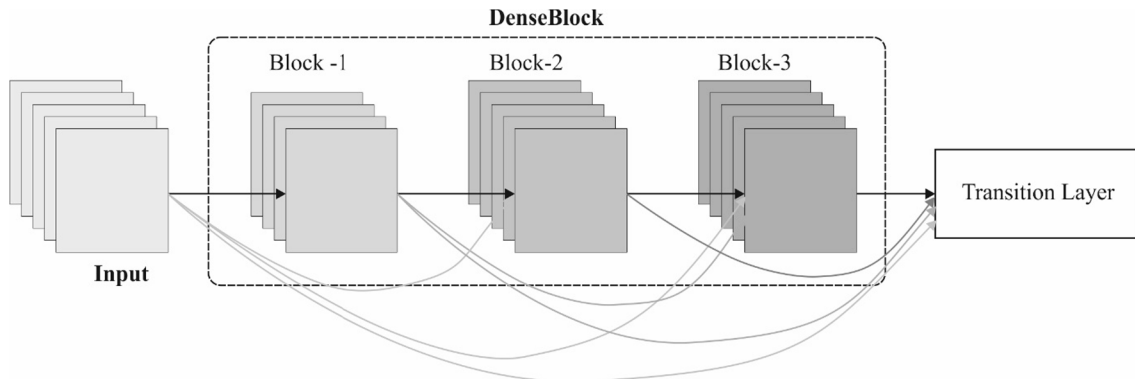 DenseBlock
Block -1
Block-2
Block-3
Transition Layer
Input